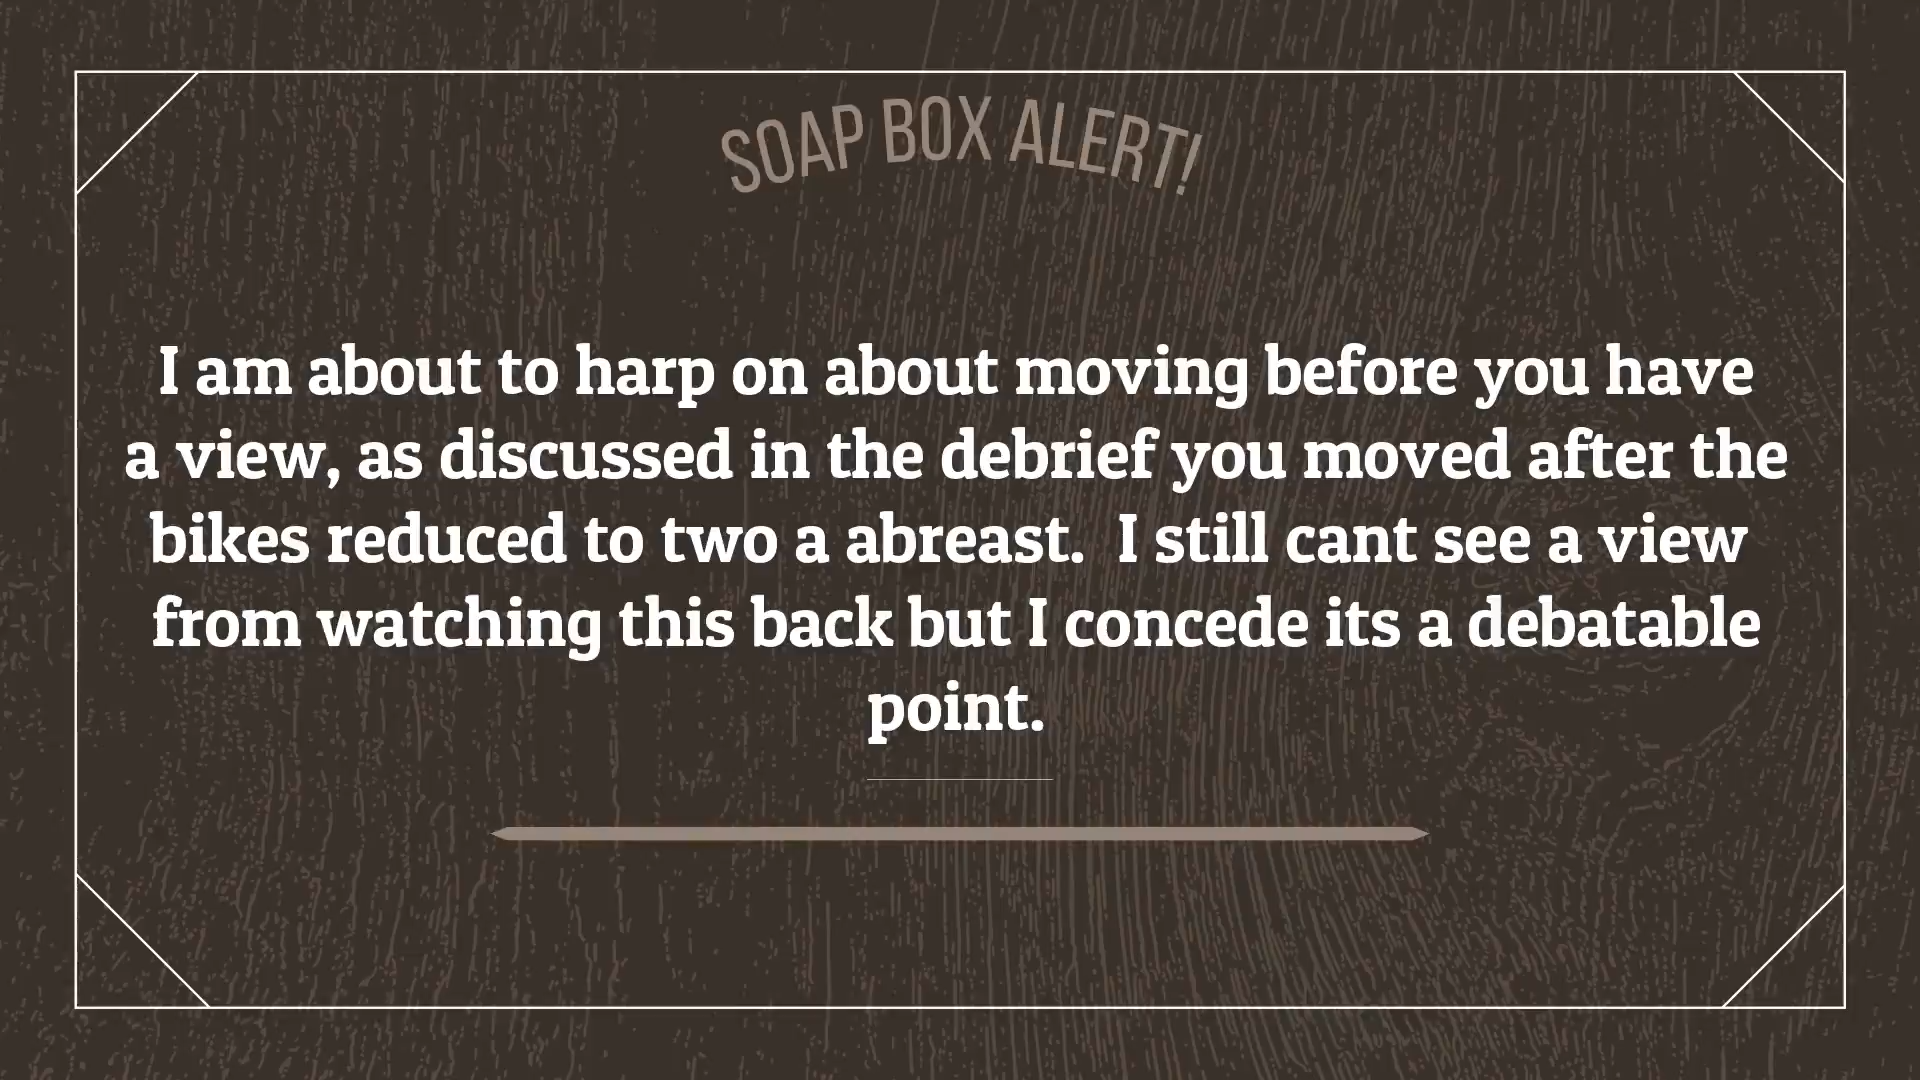 SOAP BOX ALERT!
I am about to harp on about moving before you have
a view, as discussed in the debrief you moved after the
bikes reduced to two a abreast.  I still cant see a view
from watching this back but I concede its a debatable
point.